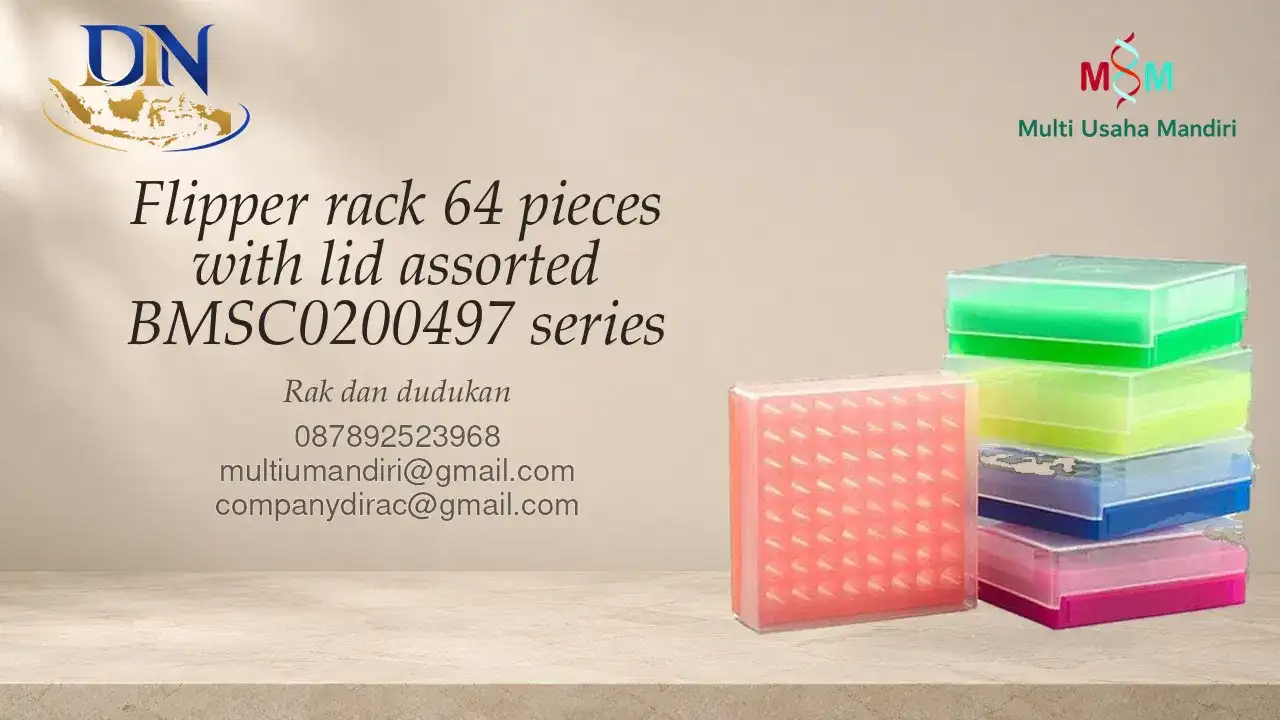 DN
MSM
Multi Usaha Mandiri
Flipper rack 64 pieces
with lid assorted
BMSC0200497 series
Rak dan dudukan
087892523968
multiumandiri@gmail.com
companydirac@gmail.com